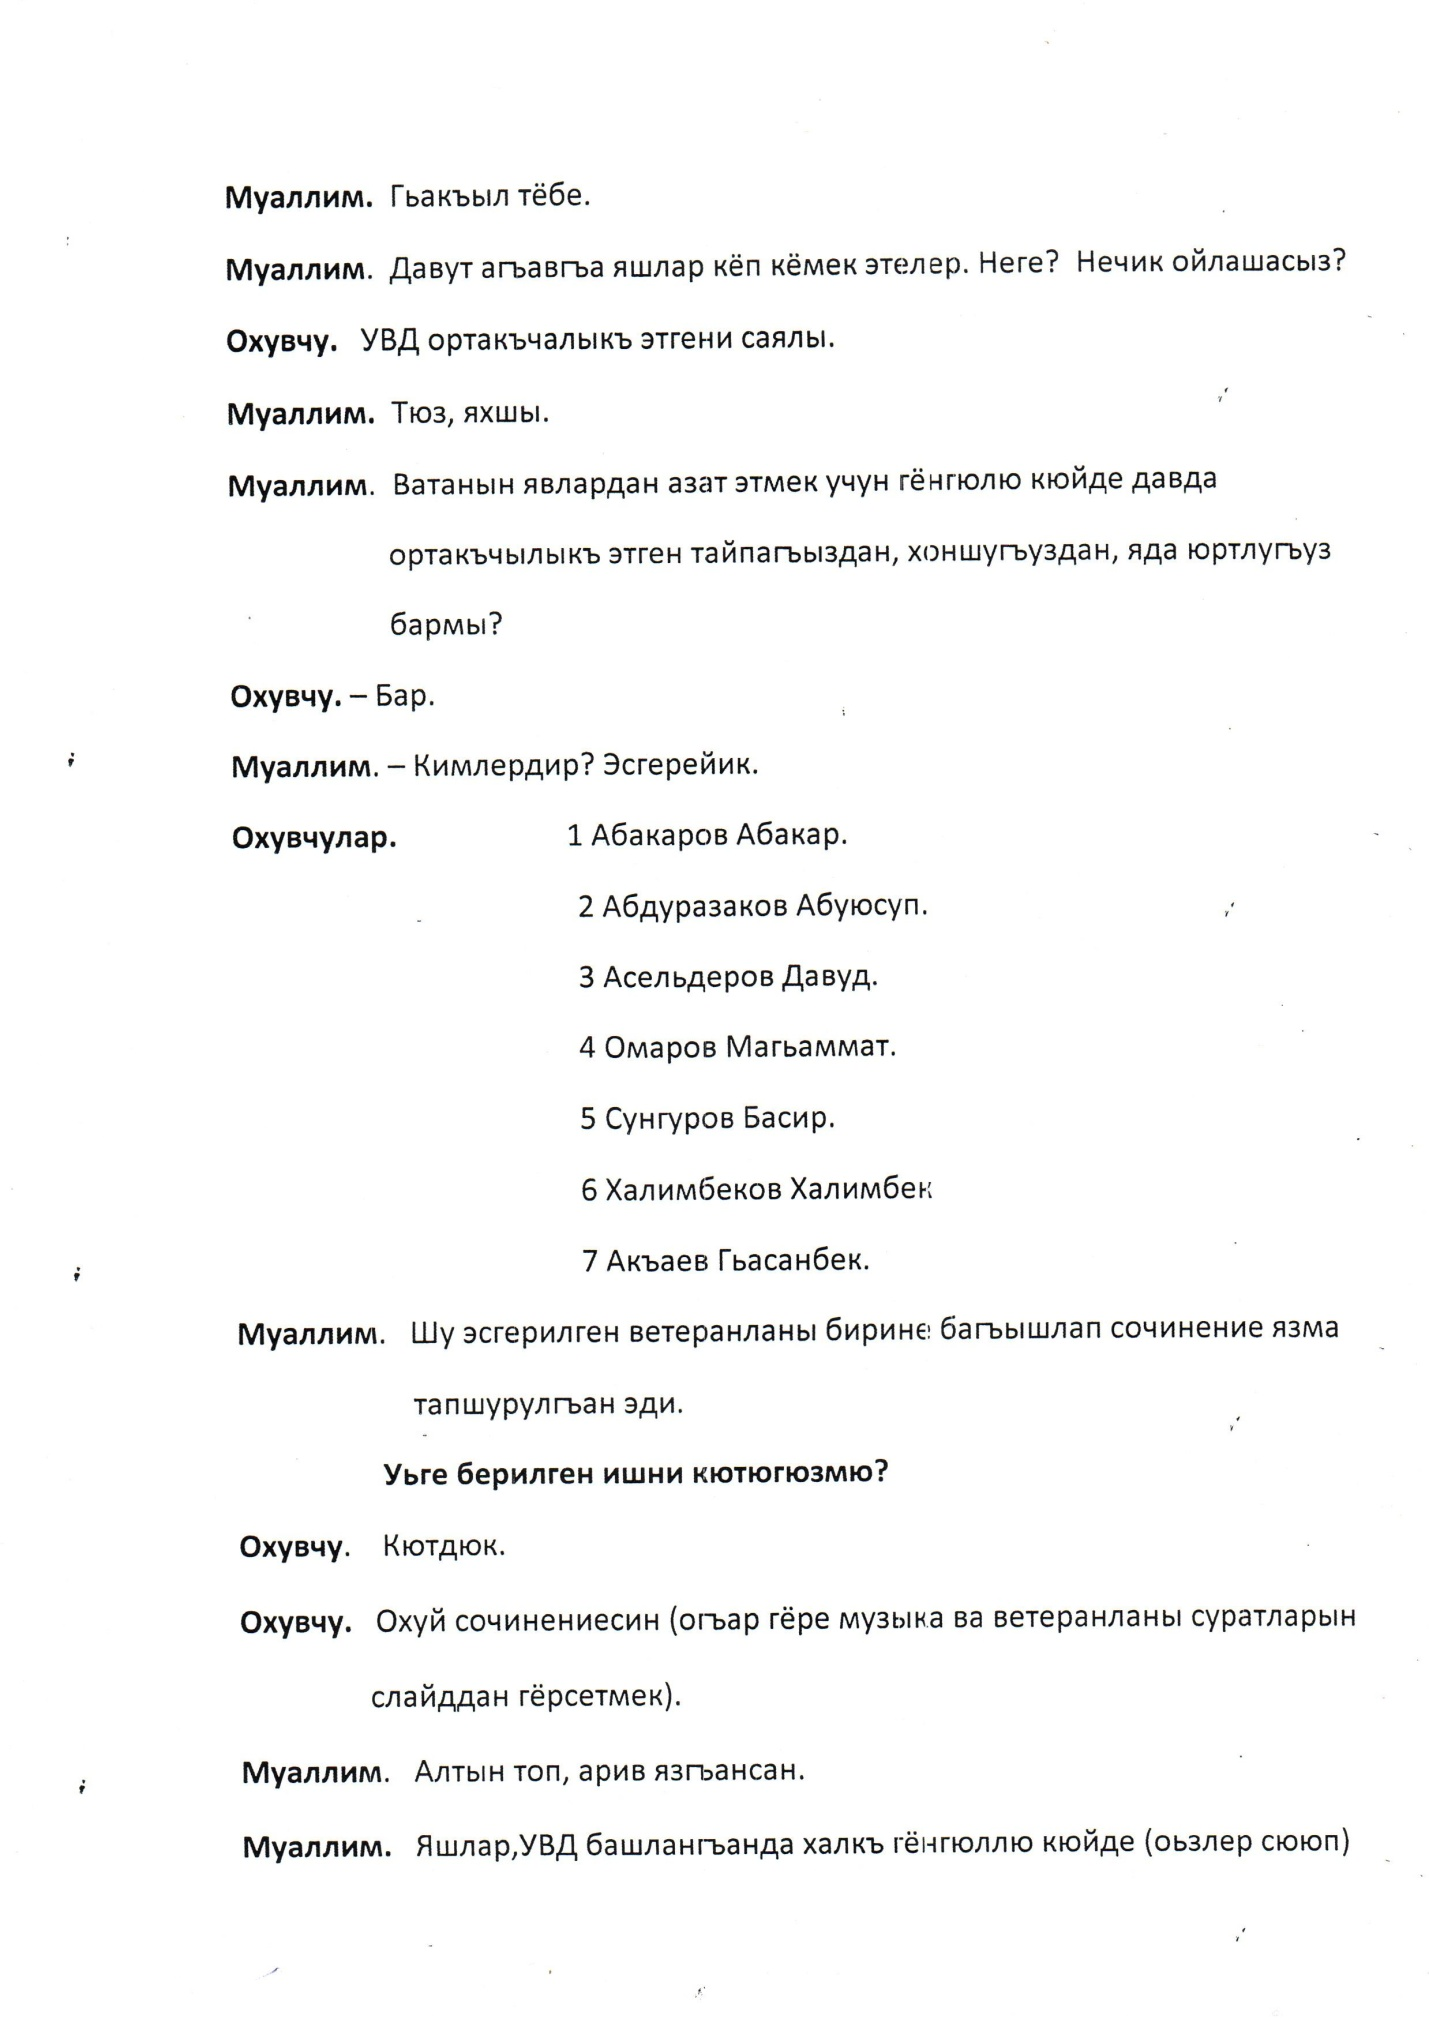 Муаллим. Гьакъыл тёбе.
Муаллим. Давут агъавгъа яшлар кёп кёмек этелер. Неге? Нечик ойлашасыз?
Охувчу. УВД ортакъчалыкъ этгени саялы.
Муаллим. Тюз, яхшы.
Муаллим. Ватанын явлардан азат этмек учун гёнгюлю кюйде давда
ортакъчылыкъ этген тайпагъыздан, хоншугъуздан, яда юртлугъуз
бармы?
Охувчу. – Бар.
Муаллим. – Кимлердир? Эсгерейик.
Охувчулар. 1 Абакаров Абакар.
2 Абдуразаков Абуюсуп.
3 Асельдеров Давуд.
4 Омаров Магьаммат.
5 Сунгуров Басир.
6 Халимбеков Халимбек
7 Акъаев Гьасанбек.
Муаллим. Шу эсгерилген ветеранланы бирине багъышлап сочинение язма
тапшурулгъан эди.
Уьге берилген ишни кютюгюзмю?
Охувчу. Кютдюк.
Охувчу. Охуй сочинениесин (огъар гёре музыка ва ветеранланы суратларын
слайддан гёрсетмек).
Муаллим. Алтын топ, арив язгъансан.
Муаллим. Яшлар,УВД башлангъанда халкъ гёнгюллю кюйде (оьзлер сююп)